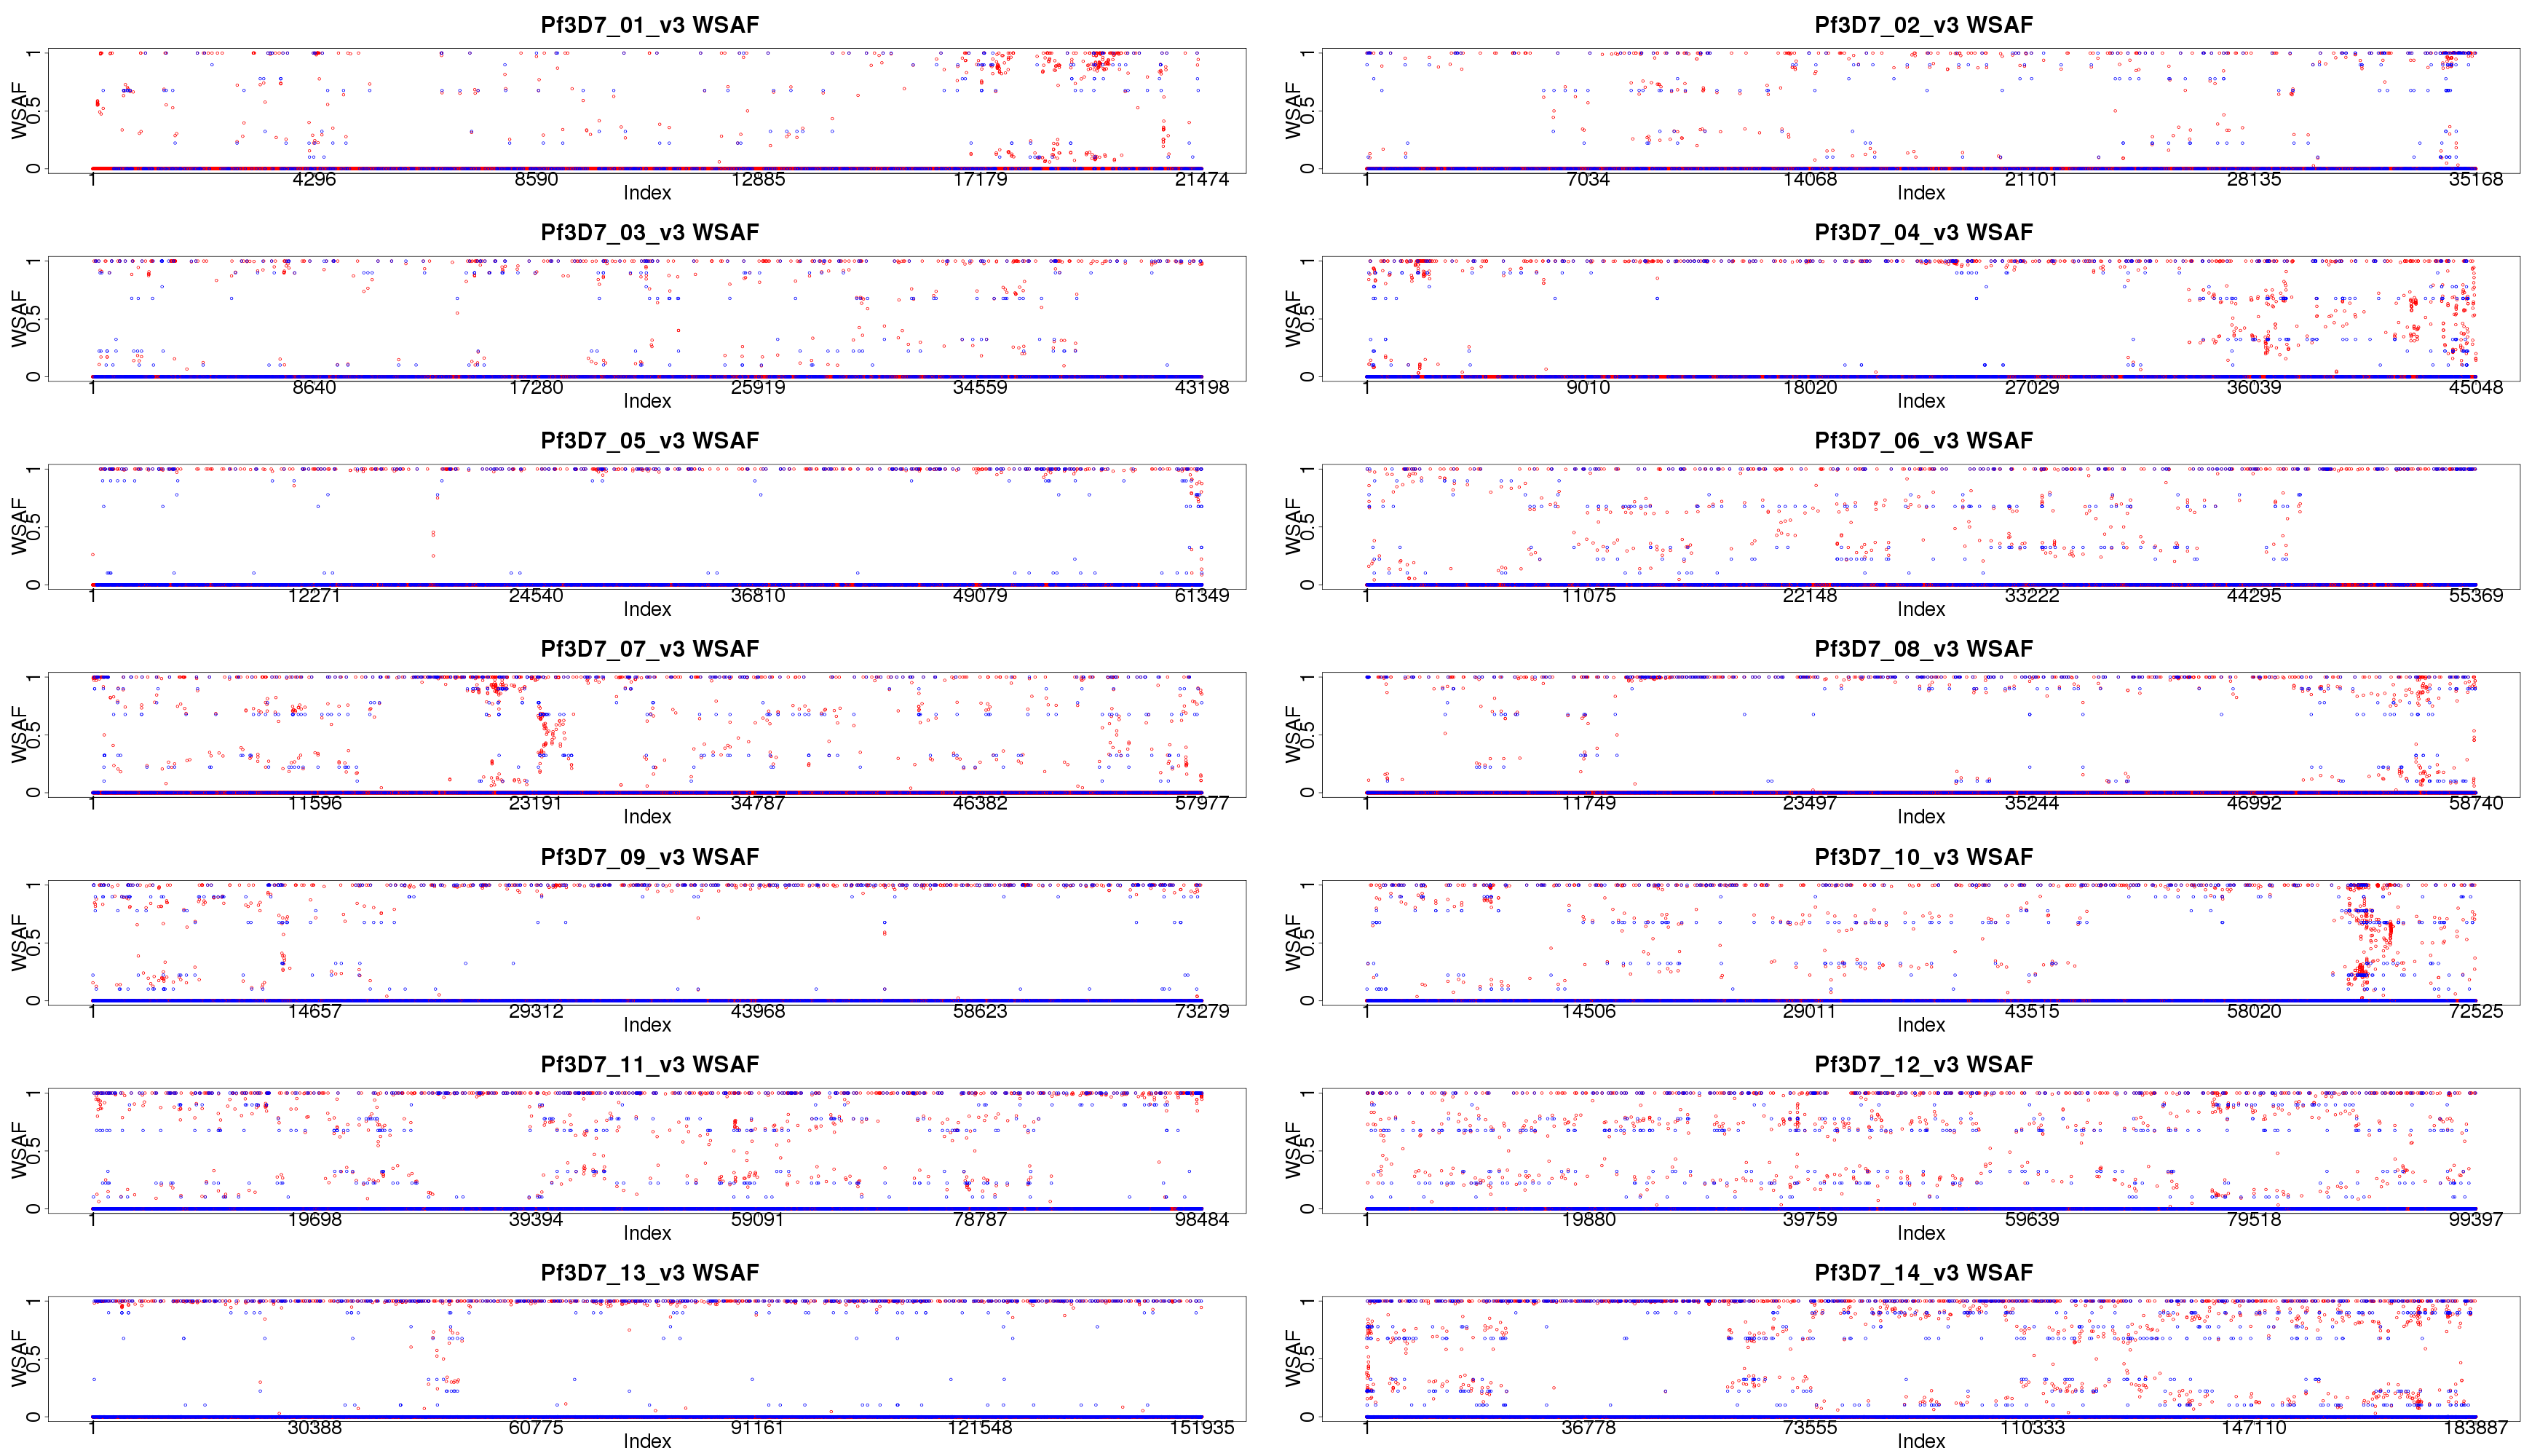 Pf3D7_01_v3 WSAF
WSAF
0 0.5 1
1 4296 8590 12885 17179 21474
Index
Pf3D7_02_v3 WSAF
WSAF
0 0.5 1
1 7034 14068 21101 28135 35168
Index
Pf3D7_03_v3 WSAF
WSAF
0 0.5 1
1 8640 17280 25919 34559 43198
Index
Pf3D7_04_v3 WSAF
WSAF
0 0.5 1
1 9010 18020 27029 36039 45048
Index
Pf3D7_05_v3 WSAF
WSAF
0 0.5 1
1 12271 24540 36810 49079 61349
Index
Pf3D7_06_v3 WSAF
WSAF
0 0.5 1
1 11075 22148 33222 44295 55369
Index
Pf3D7_07_v3 WSAF
WSAF
0 0.5 1
1 11596 23191 34787 46382 57977
Index
Pf3D7_08_v3 WSAF
WSAF
0 0.5 1
1 11749 23497 35244 46992 58740
Index
Pf3D7_09_v3 WSAF
WSAF
0 0.5 1
1 14657 29312 43968 58623 73279
Index
Pf3D7_10_v3 WSAF
WSAF
0 0.5 1
1 14506 29011 43515 58020 72525
Index
Pf3D7_11_v3 WSAF
WSAF
0 0.5 1
1 19698 39394 59091 78787 98484
Index
Pf3D7_12_v3 WSAF
WSAF
0 0.5 1
1 19880 39759 59639 79518 99397
Index
Pf3D7_13_v3 WSAF
WSAF
0 0.5 1
1 30388 60775 91161 121548 151935
Index
Pf3D7_14_v3 WSAF
WSAF
0 0.5 1
1 36778 73555 110333 147110 183887
Index